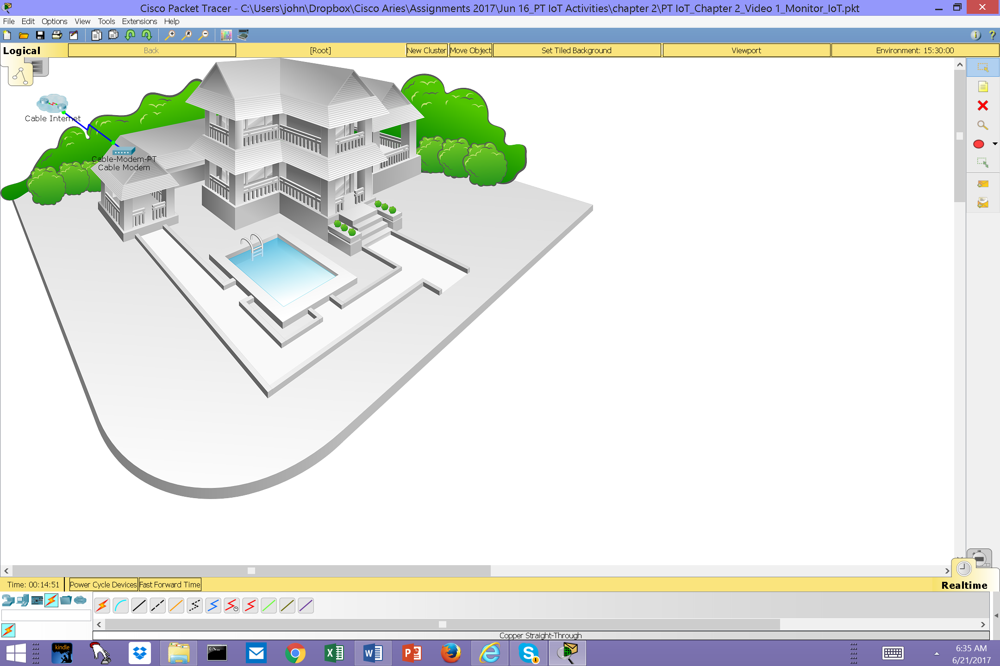 Cisco Packet Tracer - C:\Users\john\Dropbox\Cisco Aries\Assignments 2017\Jun 16_PT IoT Activities\chapter 2\PT IoT_Chapter 2_Video 1_Monitor_IoT.pkt
File Edit Options View Tools Extensions Help
Logical Back [Root] New Cluster Move Object Set Tiled Background Viewport Environment: 15:30:00
Cable Internet
Cable-Modem-PT
Cable Modem
Time: 00:14:51 Power Cycle Devices Fast Forward Time Realtime
Copper Straight-Through
kindle
C:\_
1
6:35 AM
6/21/2017